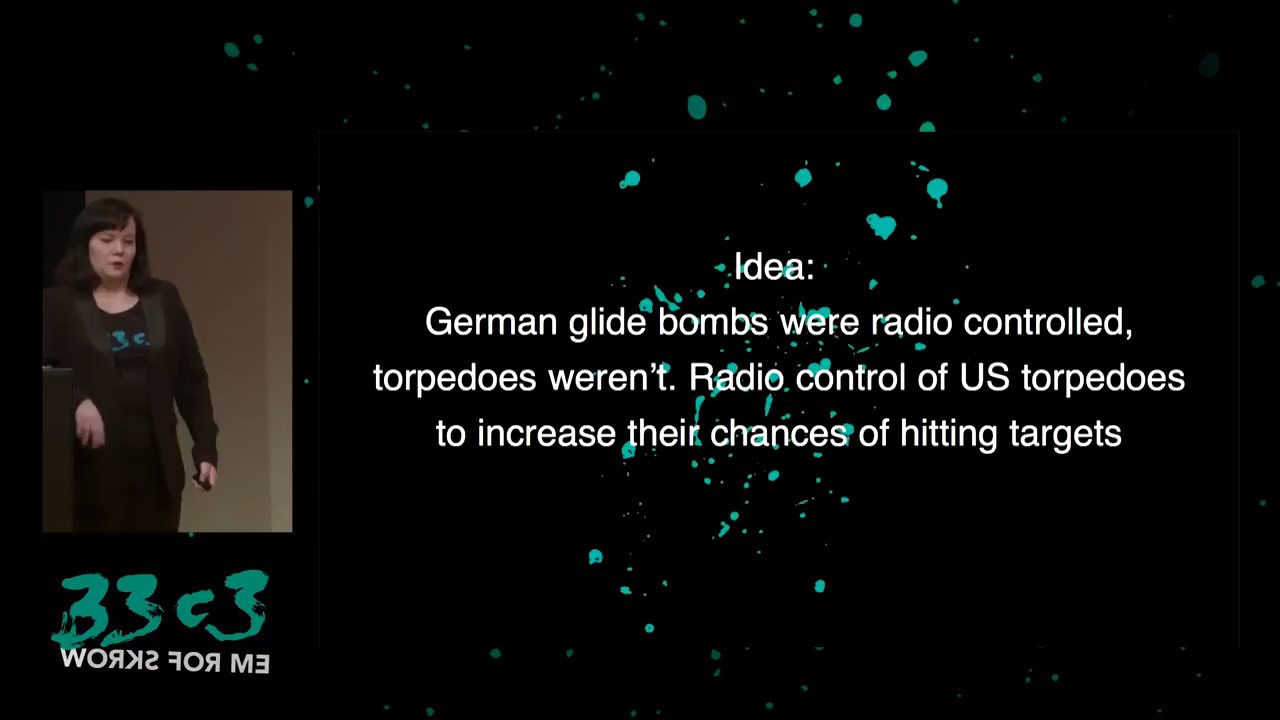 Idea:
German glide bombs were radio controlled,
torpedoes weren't. Radio control of US torpedoes
to increase their chances of hitting targets
33c3
33c3
WORKS FOR ME